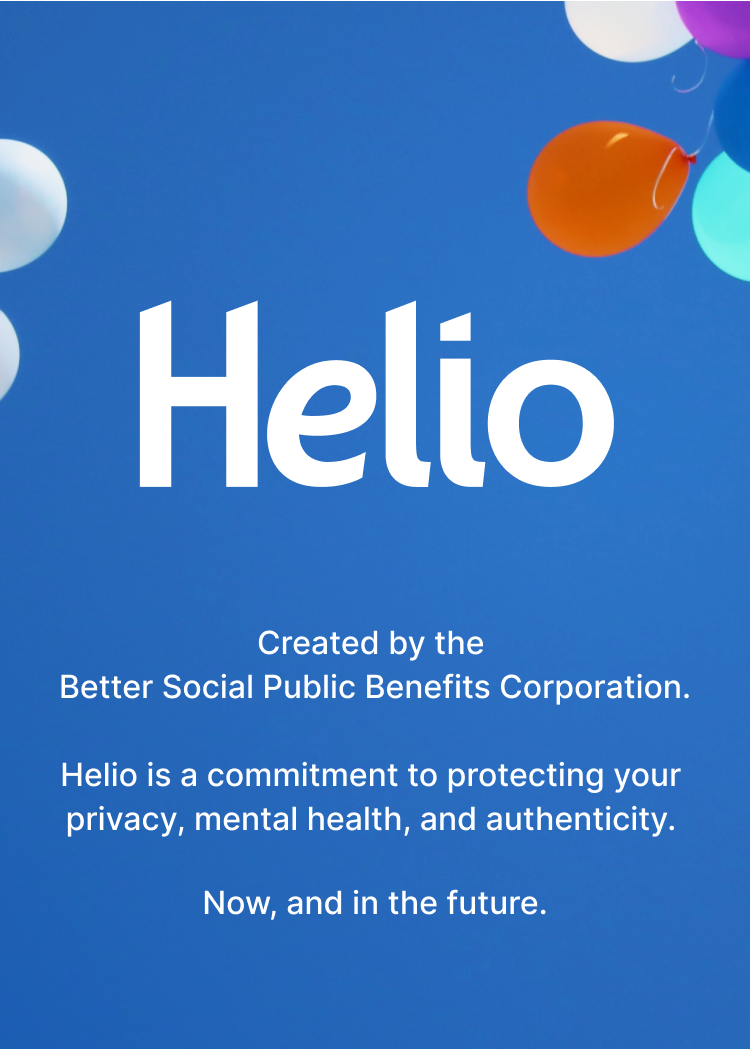 Helio
Created by the
Better Social Public Benefits Corporation.
Helio is a commitment to protecting your
privacy, mental health, and authenticity.
Now, and in the future.